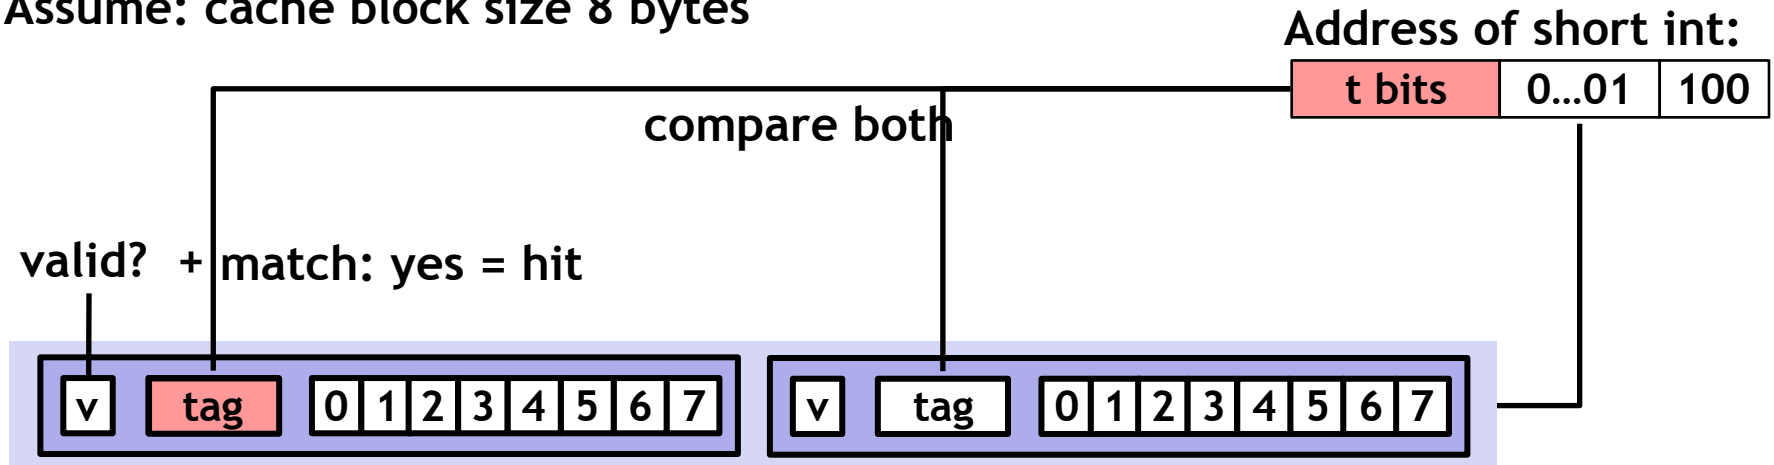 Assume: cache block size 8 bytes
Address of short int:
t bits 0...01 100
compare both
valid? + match: yes = hit
v tag 0 1 2 3 4 5 6 7 v tag 0 1 2 3 4 5 6 7